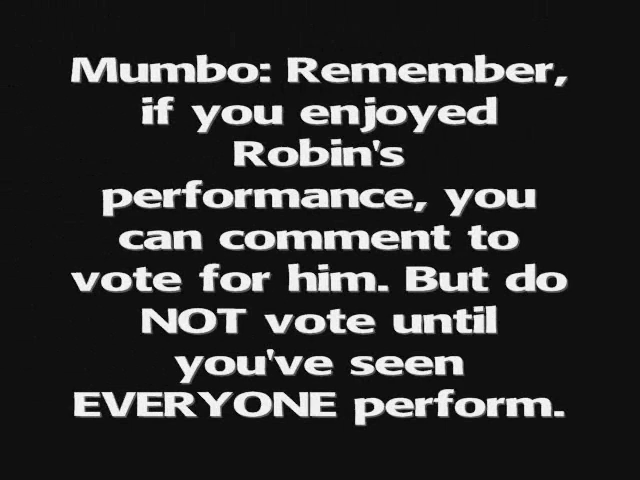 Mumbo: Remember,
if you enjoyed
Robin's
performance, you
can comment to
vote for him. But do
NOT vote until
you've seen
EVERYONE perform.